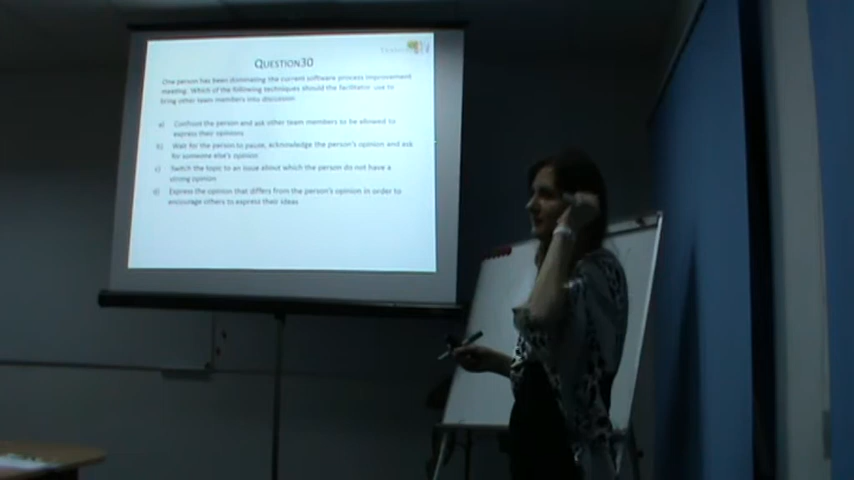 QUESTION30
One person has been dominating the current software process improvement
meeting. Which of the following techniques should the facilitator use to
bring other team members into discussion
a) Confront the person and ask other team members to be allowed to
express their opinions
b) Wait for the person to pause, acknowledge the person's opinion and ask
for someone else's opinion
c) Switch the topic to an issue about which the person do not have a
strong opinion
d) Express the opinion that differs from the person's opinion in order to
encourage others to express their ideas